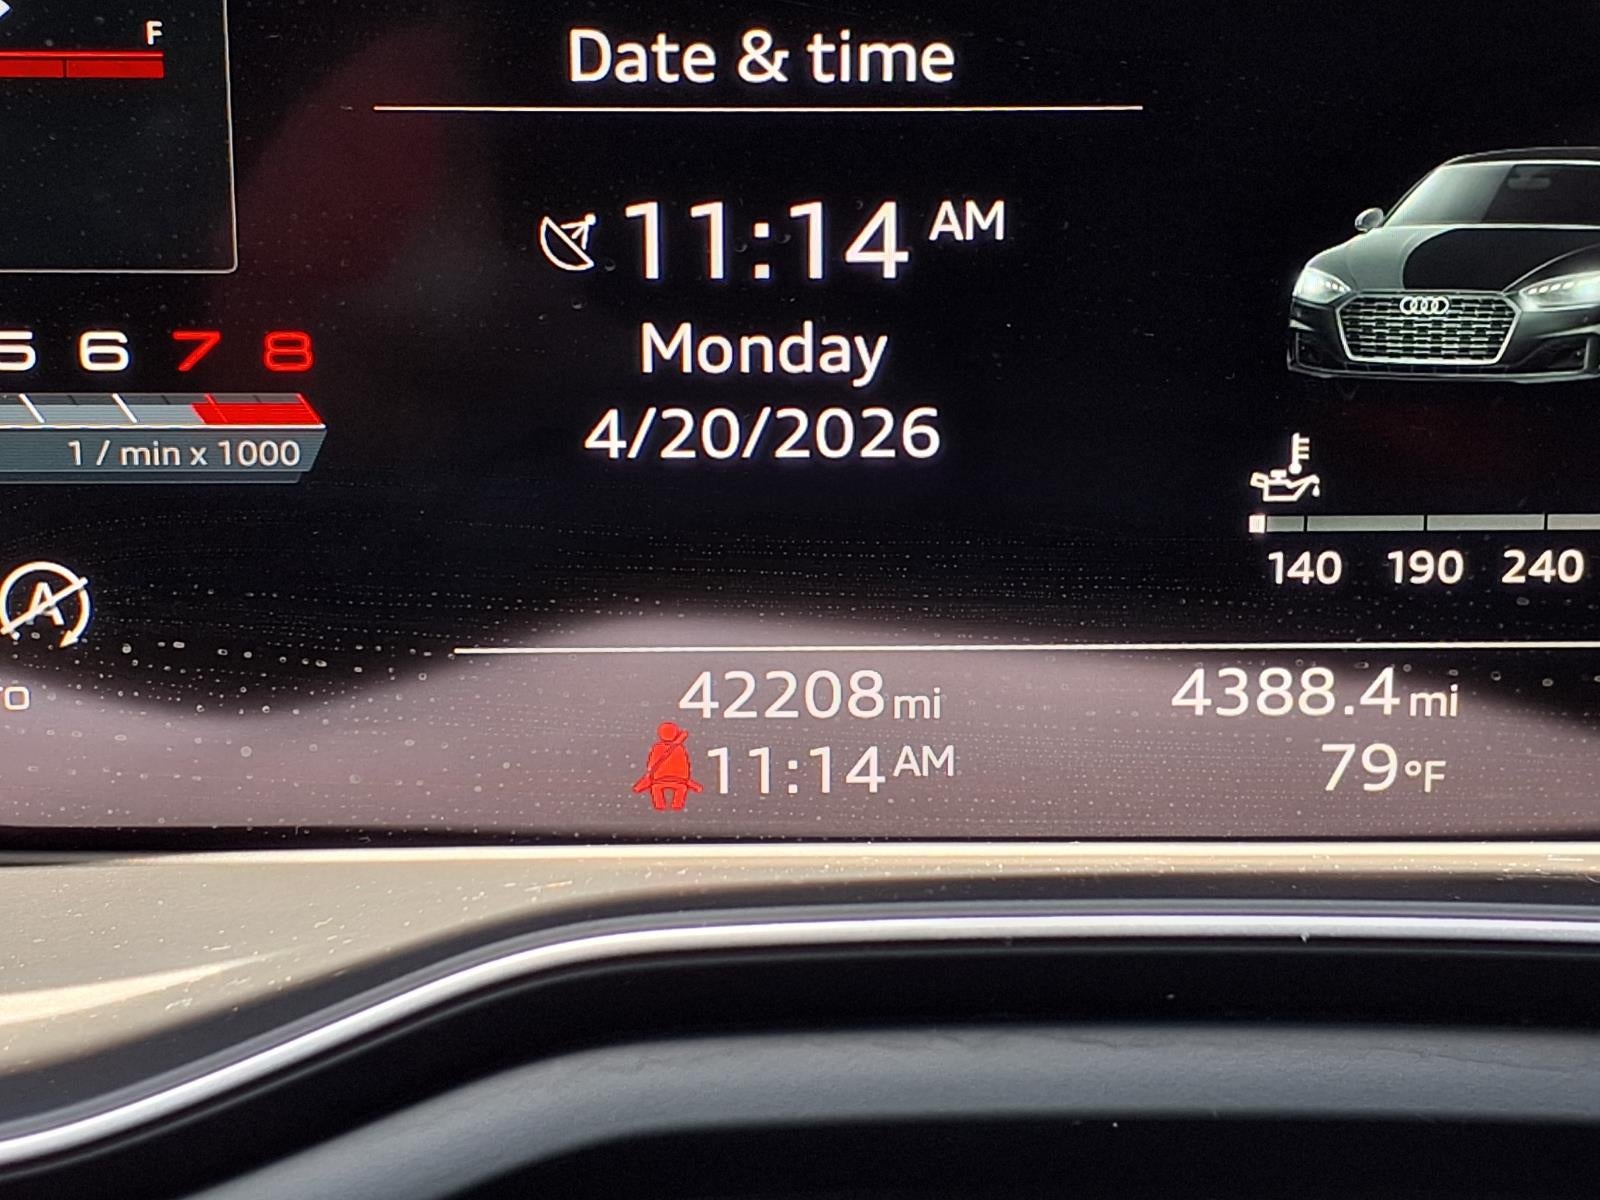 F
Date & time
11:14 AM
Monday
4/20/2026
5 6 7 8
1 / min x 1000
140 190 240
A
42208 mi 4388.4 mi
11:14 AM 79 °F